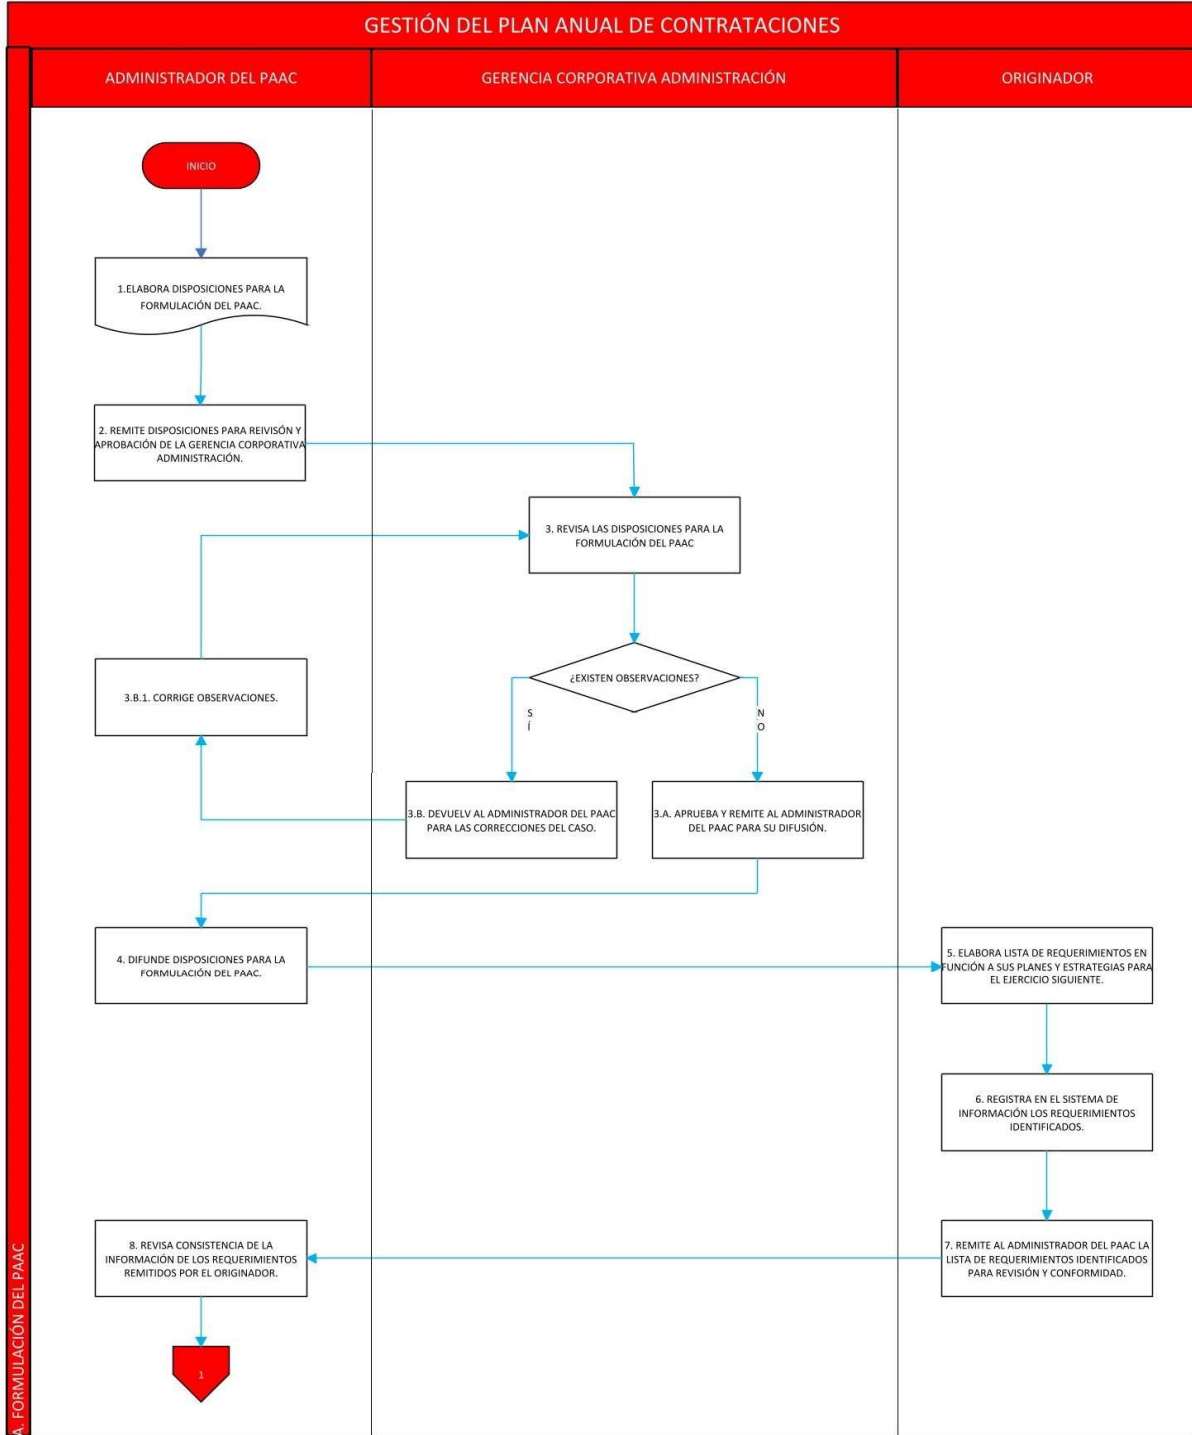 GESTIÓN DEL PLAN ANUAL DE CONTRATACIONES
ADMINISTRADOR DEL PAAC
GERENCIA CORPORATIVA ADMINISTRACIÓN
ORIGINADOR
INICIO
1.ELABORA DISPOSICIONES PARA LA
FORMULACIÓN DEL PAAC.
2. REMITE DISPOSICIONES PARA REIVISÓN Y
APROBACIÓN DE LA GERENCIA CORPORATIVA
ADMINISTRACIÓN.
3. REVISA LAS DISPOSICIONES PARA LA
FORMULACIÓN DEL PAAC
¿EXISTEN OBSERVACIONES?
3.B.1. CORRIGE OBSERVACIONES.
S
Í
N
O
3.B. DEVUELV AL ADMINISTRADOR DEL PAAC
PARA LAS CORRECCIONES DEL CASO.
3.A. APRUEBA Y REMITE AL ADMINISTRADOR
DEL PAAC PARA SU DIFUSIÓN.
4. DIFUNDE DISPOSICIONES PARA LA
FORMULACIÓN DEL PAAC.
5. ELABORA LISTA DE REQUERIMIENTOS EN
FUNCIÓN A SUS PLANES Y ESTRATEGIAS PARA
EL EJERCICIO SIGUIENTE.
6. REGISTRA EN EL SISTEMA DE
INFORMACIÓN LOS REQUERIMIENTOS
IDENTIFICADOS.
7. REMITE AL ADMINISTRADOR DEL PAAC LA
LISTA DE REQUERIMIENTOS IDENTIFICADOS
PARA REVISIÓN Y CONFORMIDAD.
8. REVISA CONSISTENCIA DE LA
INFORMACIÓN DE LOS REQUERIMIENTOS
REMITIDOS POR EL ORIGINADOR.
1
A. FORMULACIÓN DEL PAAC